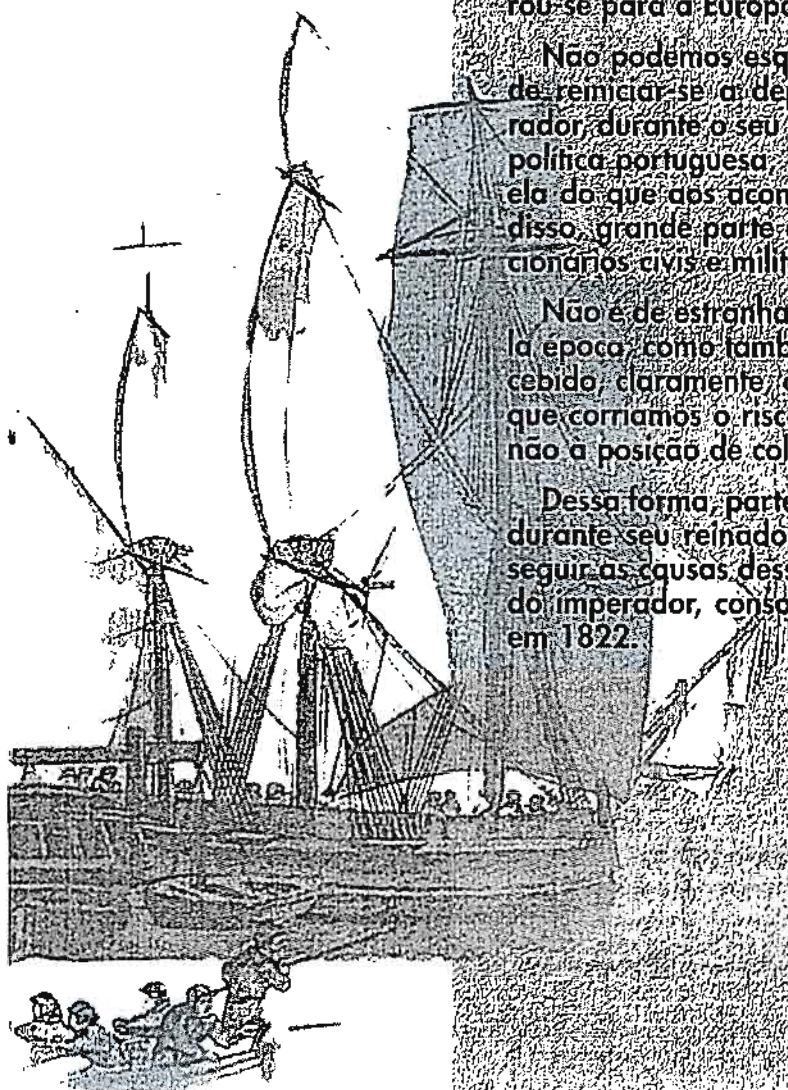 rou-se para a Europa
Não podemos esq
de remiciar-se a de
rador, durante o seu
política portuguesa
ela do que aos acon
disso, grande parte
cionários civis e milit
Não é de estranha
la época, como tamb
cebido, claramente
que corríamos o risc
não a posição de col
Dessa forma, parte
durante seu reinado
seguir as causas dess
do imperador, conso
em 1822.